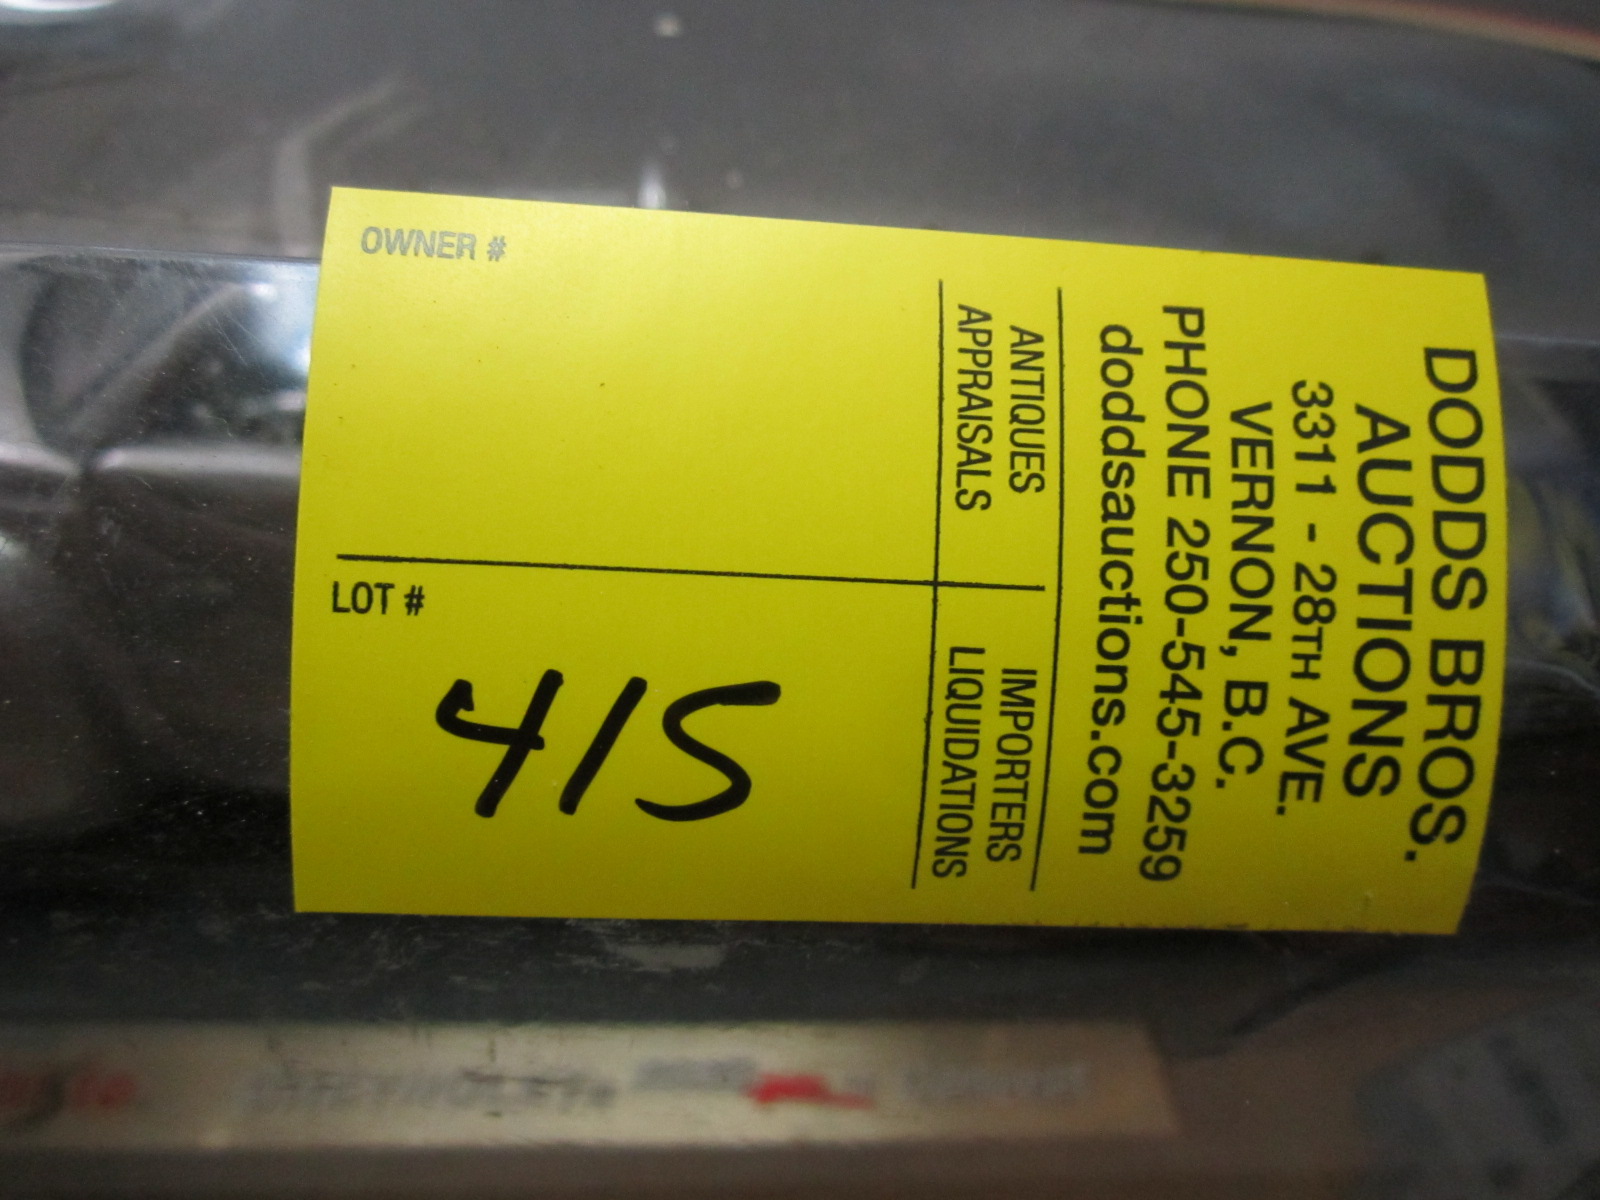 DODDS BROS.
AUCTIONS
3311 - 28TH AVE.
VERNON, B.C.
PHONE 250-545-3259
doddsauctions.com
ANTIQUES
APPRAISALS
IMPORTERS
LIQUIDATIONS
OWNER #
LOT #
415